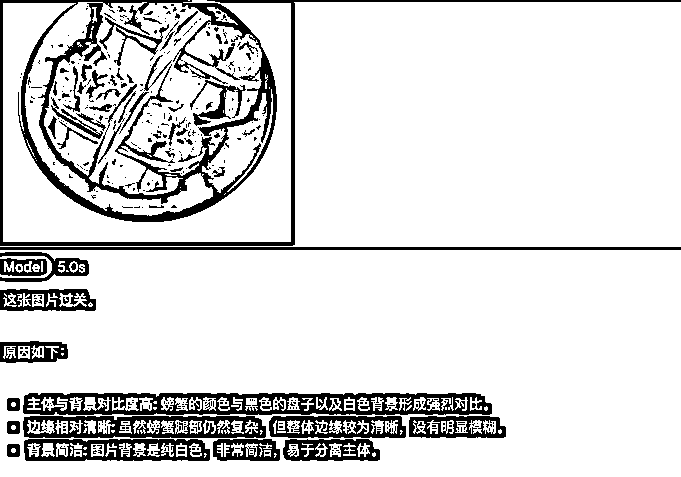 Model 5.0s
这张图片过关。
原因如下:
主体与背景对比度高: 螃蟹的颜色与黑色的盘子以及白色背景形成强烈对比。
边缘相对清晰: 虽然螃蟹腿部仍然复杂，但整体边缘较为清晰，没有明显模糊。
背景简洁: 图片背景是纯白色，非常简洁，易于分离主体。